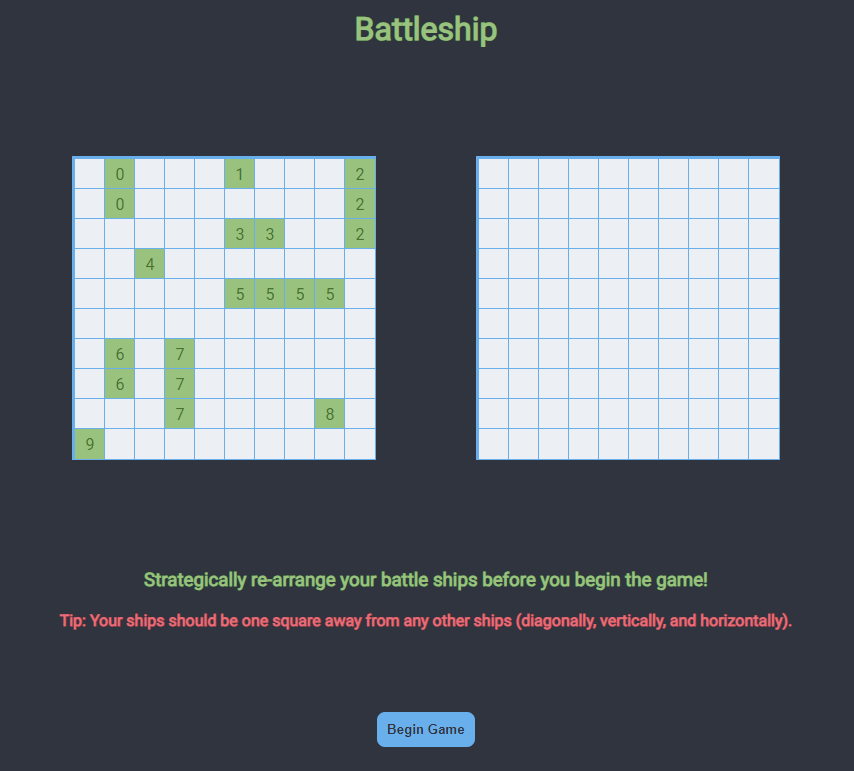 Battleship
0 1 2
0 2
3 3 2
4
5 5 5 5
6 7
6 7
7 8
9
Strategically re-arrange your battle ships before you begin the game!
Tip: Your ships should be one square away from any other ships (diagonally, vertically, and horizontally).
Begin Game